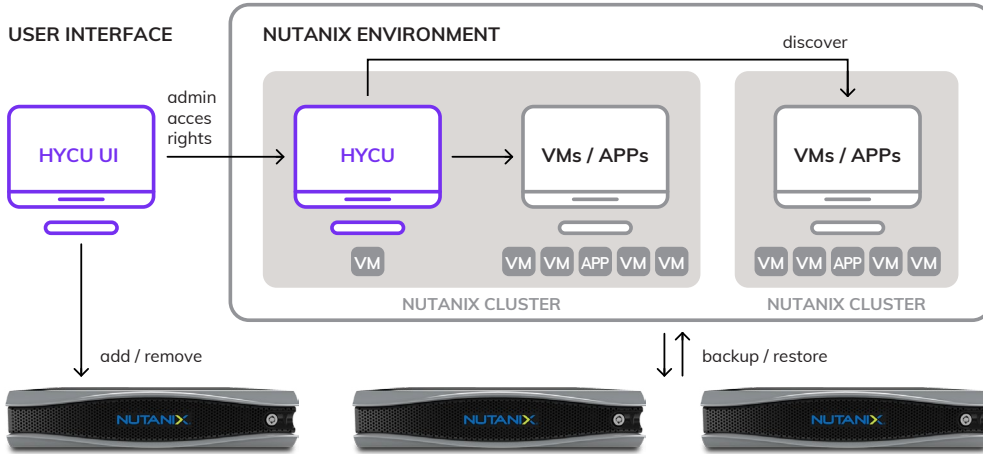 USER INTERFACE
NUTANIX ENVIRONMENT
discover
admin
acces
rights
HYCU UI
HYCU
VMs / APPs
VMs / APPs
VM
VM VM APP VM VM
VM VM APP VM VM
NUTANIX CLUSTER
NUTANIX CLUSTER
add / remove
backup / restore
NUTANIX
NUTANIX
NUTANIX